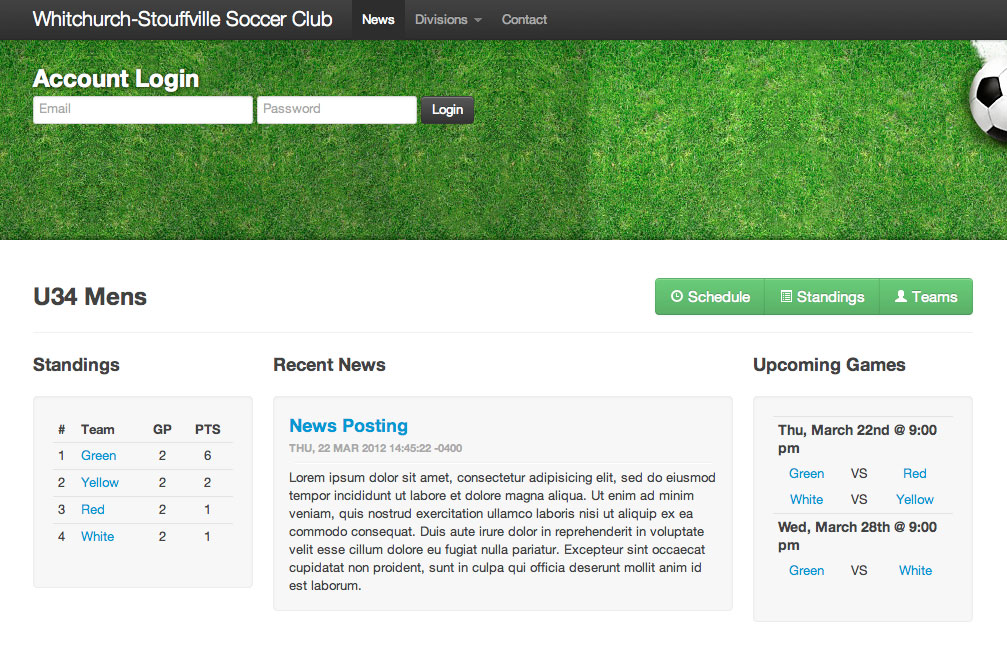 Whitchurch-Stouffville Soccer Club News Divisions Contact
Account Login
Email Password Login
U34 Mens
Schedule Standings Teams
Standings
# Team GP PTS
1 Green 2 6
2 Yellow 2 2
3 Red 2 1
4 White 2 1
Recent News
News Posting
THU, 22 MAR 2012 14:45:22 -0400
Lorem ipsum dolor sit amet, consectetur adipisicing elit, sed do eiusmod
tempor incididunt ut labore et dolore magna aliqua. Ut enim ad minim
veniam, quis nostrud exercitation ullamco laboris nisi ut aliquip ex ea
commodo consequat. Duis aute irure dolor in reprehenderit in voluptate
velit esse cillum dolore eu fugiat nulla pariatur. Excepteur sint occaecat
cupidatat non proident, sunt in culpa qui officia deserunt mollit anim id
est laborum.
Upcoming Games
Thu, March 22nd @ 9:00
pm
Green VS Red
White VS Yellow
Wed, March 28th @ 9:00
pm
Green VS White